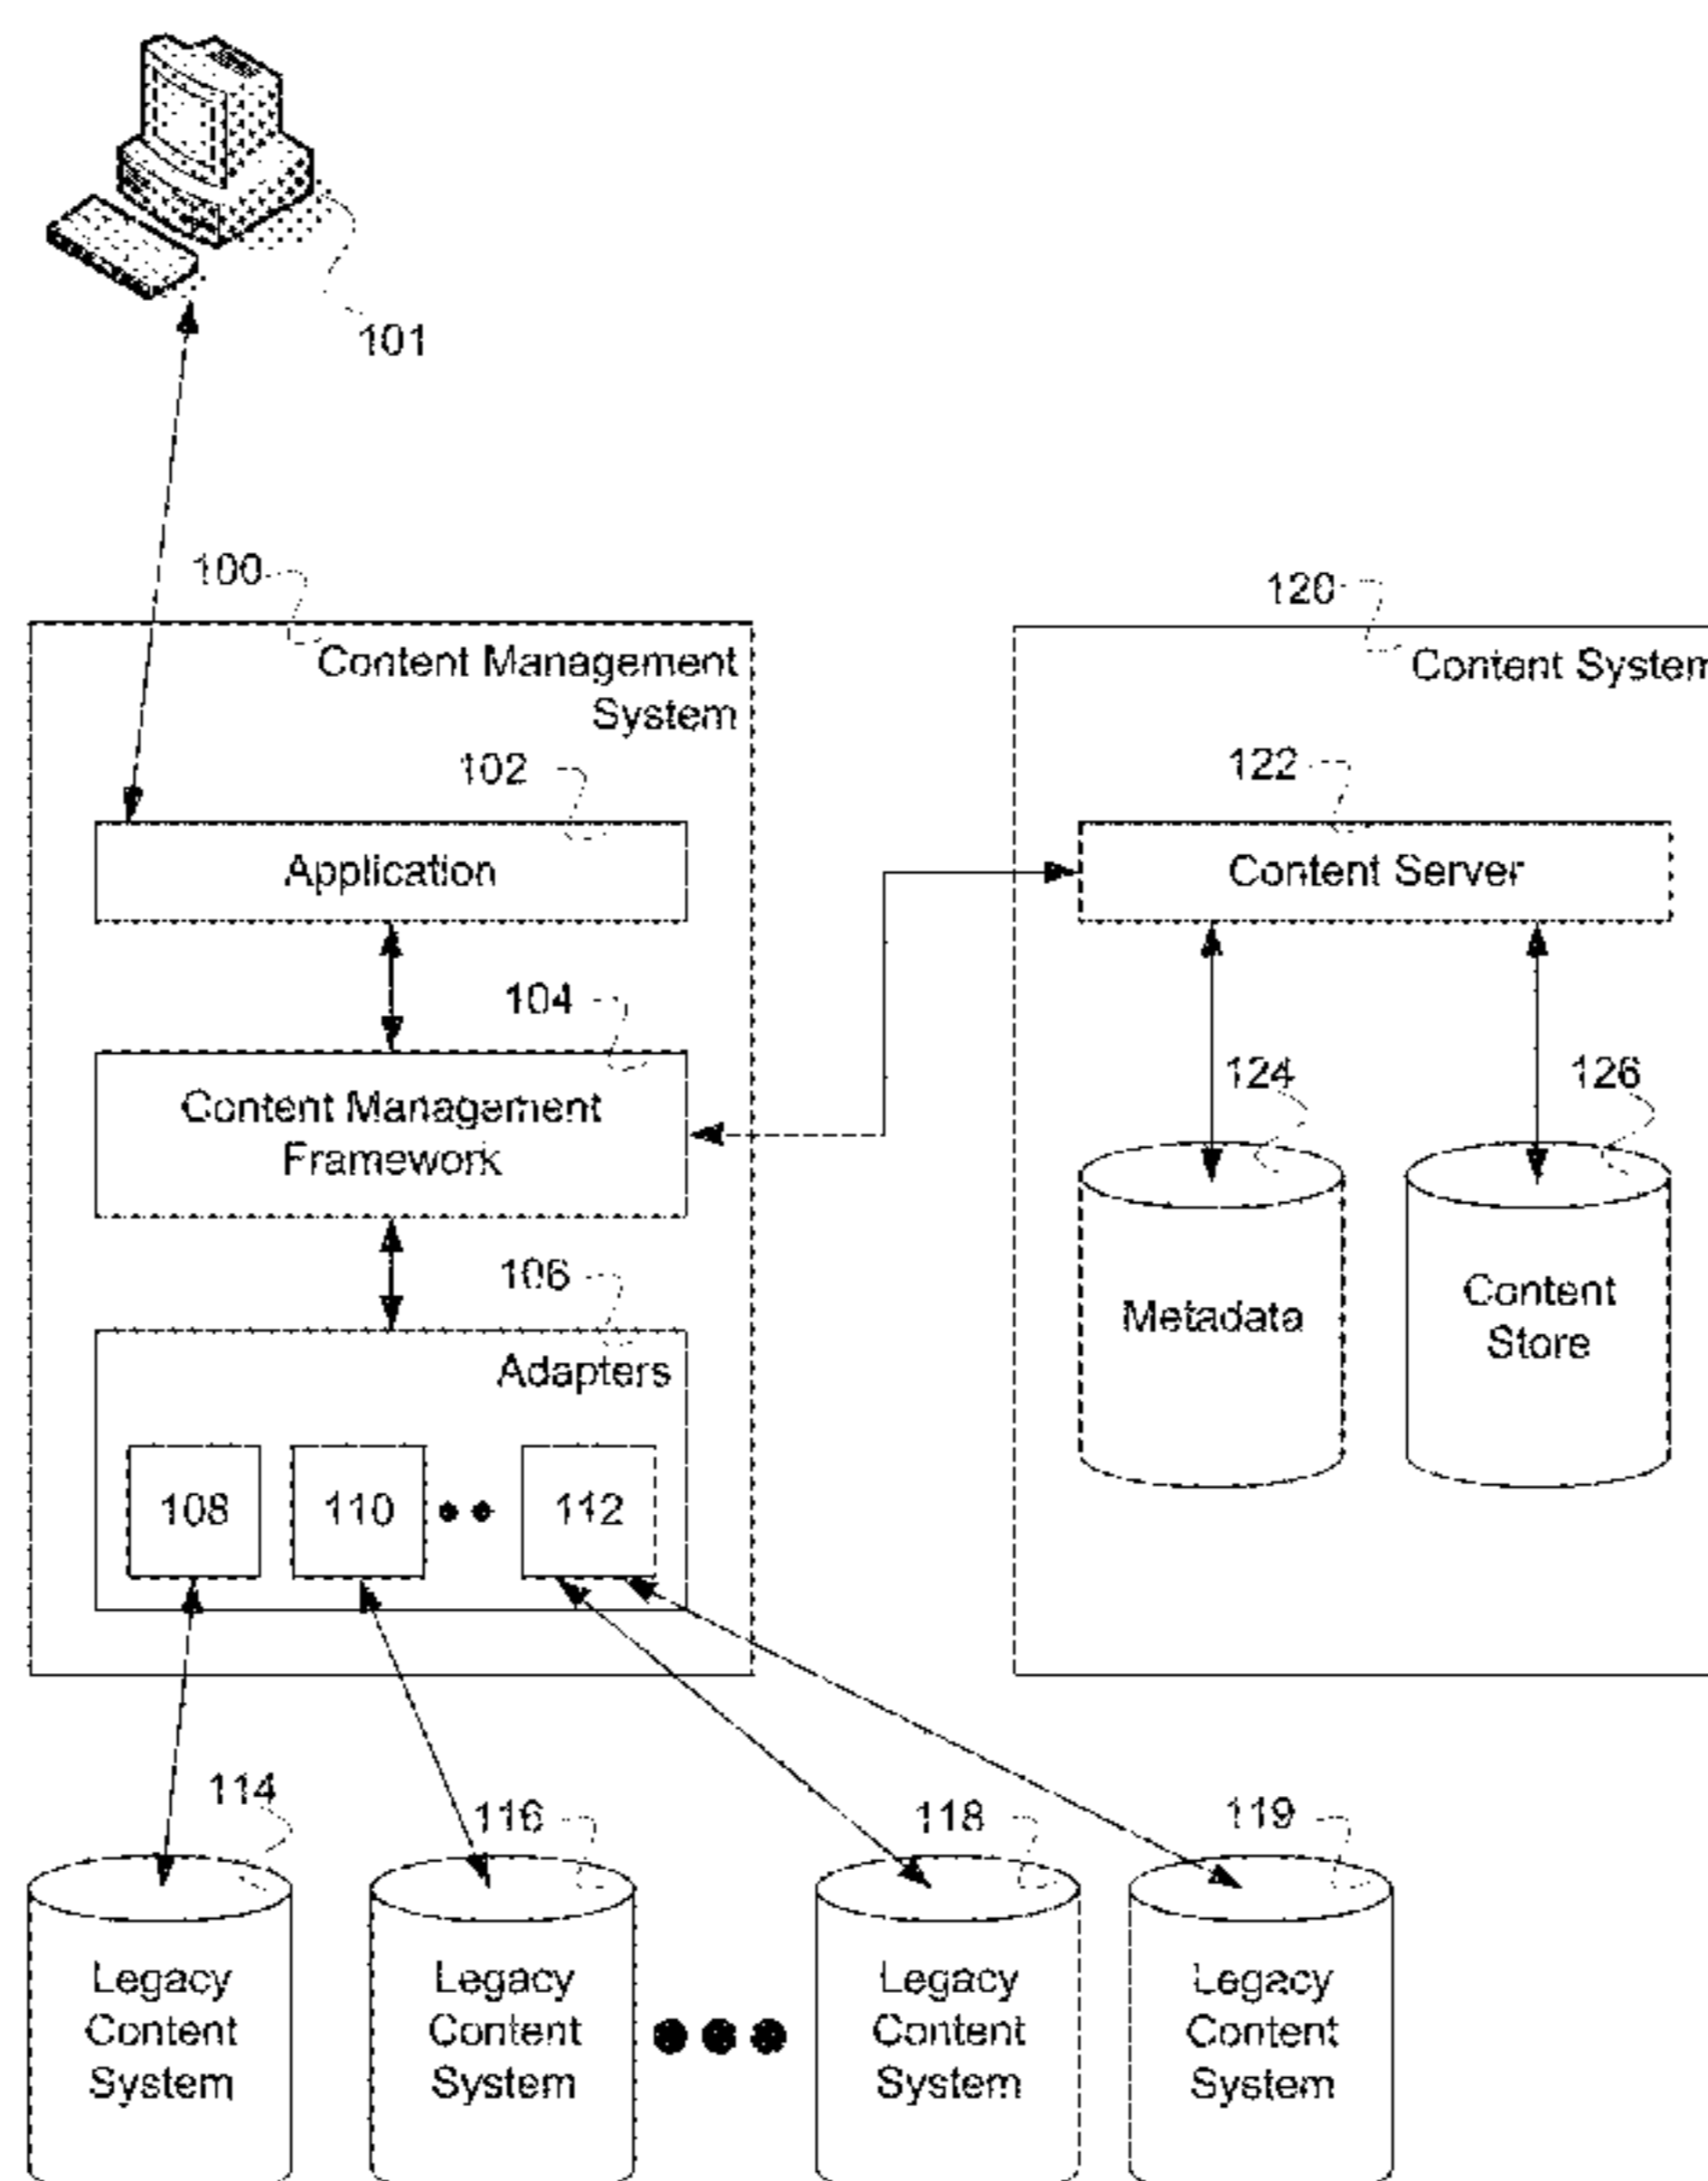 101
100
120
Content Management
System
Content System
102
122
Application
Content Server
104
124
126
Content Management
Framework
106
Metadata
Content
Store
Adapters
108
110
112
114
116
118
119
Legacy
Content
System
Legacy
Content
System
Legacy
Content
System
Legacy
Content
System